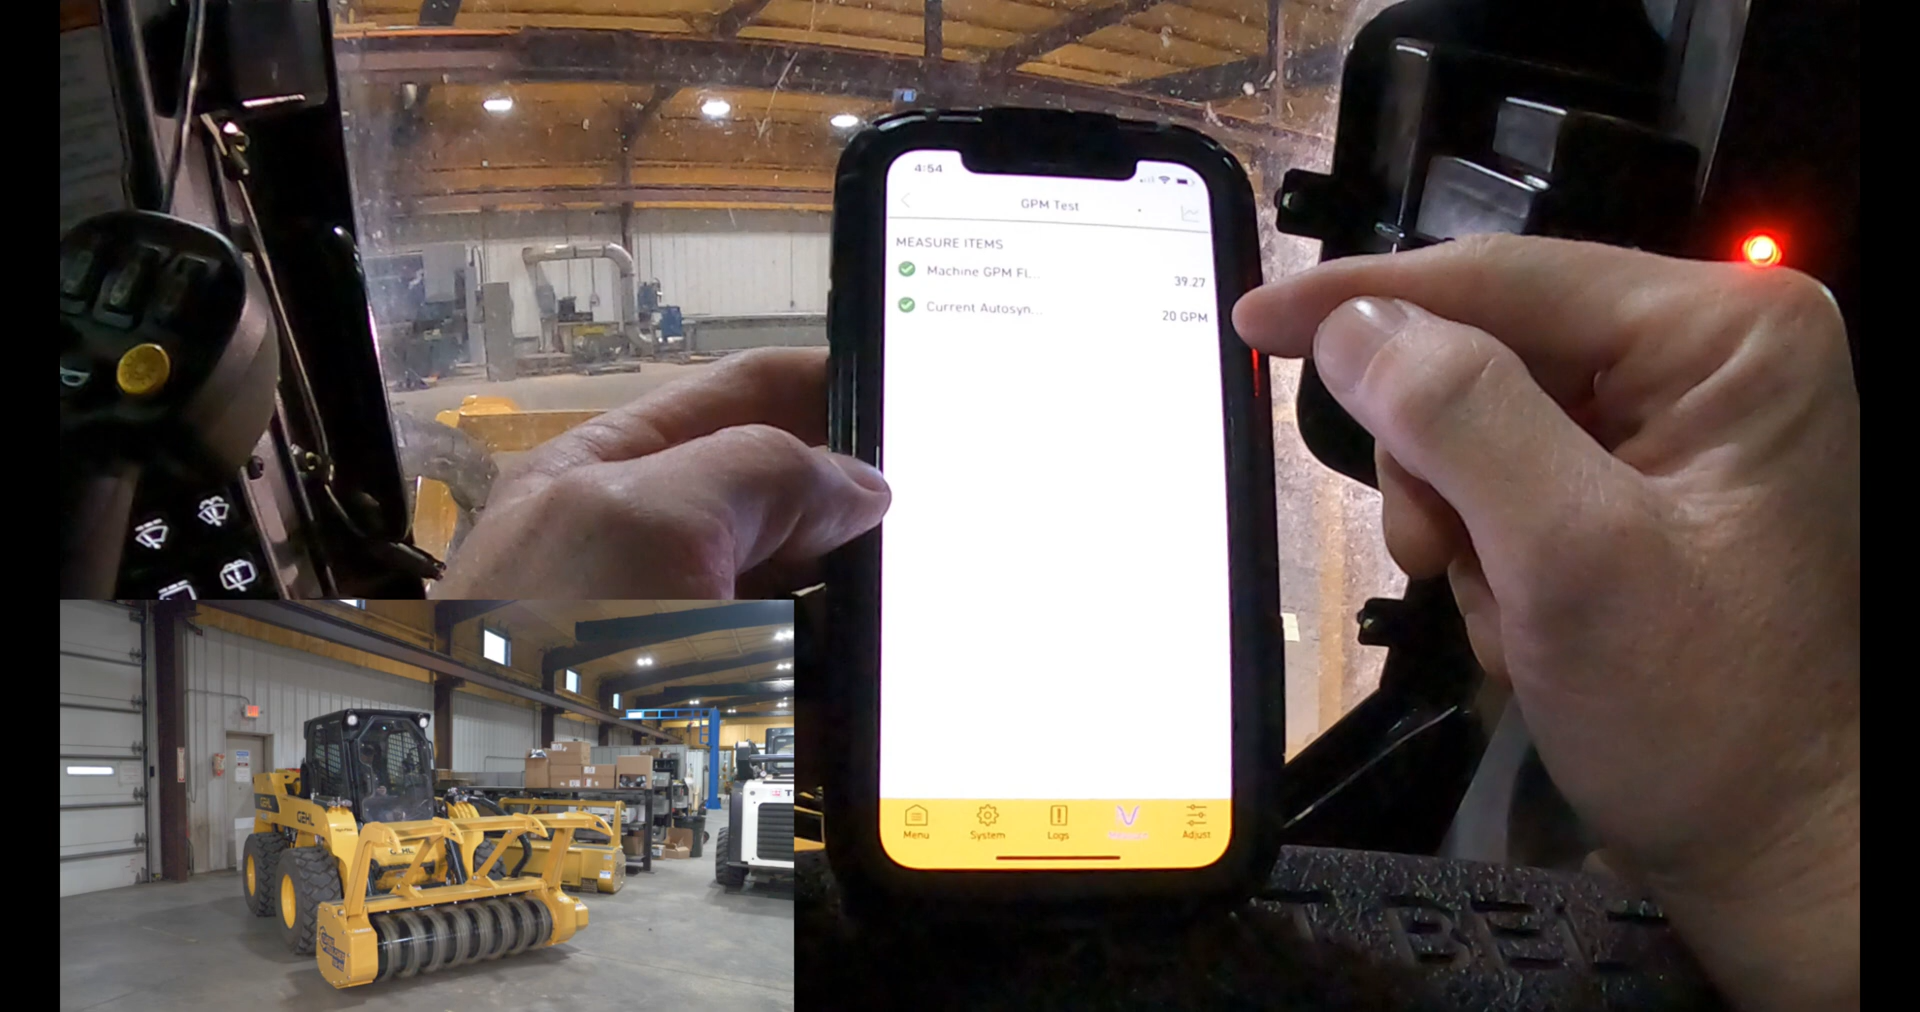 4:54
GPM Test
MEASURE ITEMS
Machine GPM FL... 39.27
Current Autosyn... 20 GPM
Menu System Logs Adjust
GEHL
GEHL